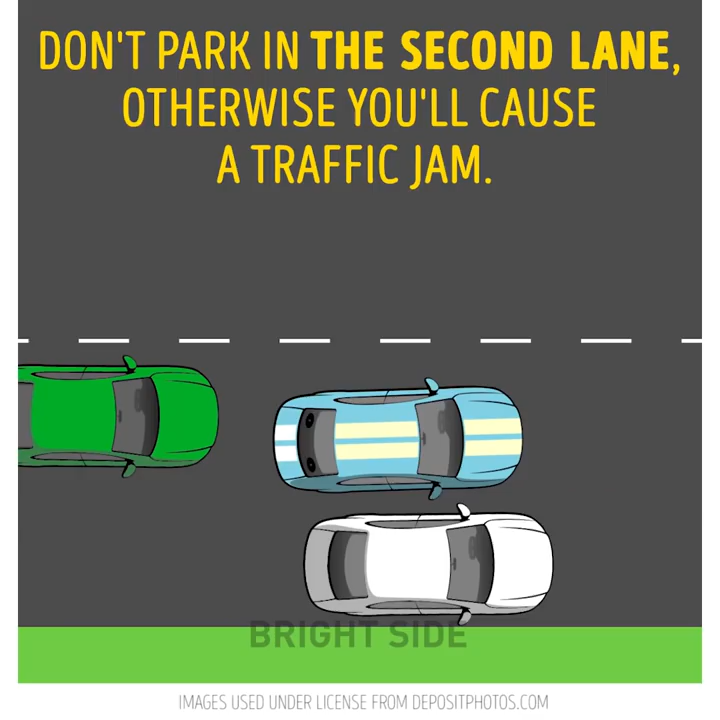 DON'T PARK IN THE SECOND LANE,
OTHERWISE YOU'LL CAUSE
A TRAFFIC JAM.
BRIGHT SIDE
IMAGES USED UNDER LICENSE FROM DEPOSITPHOTOS.COM